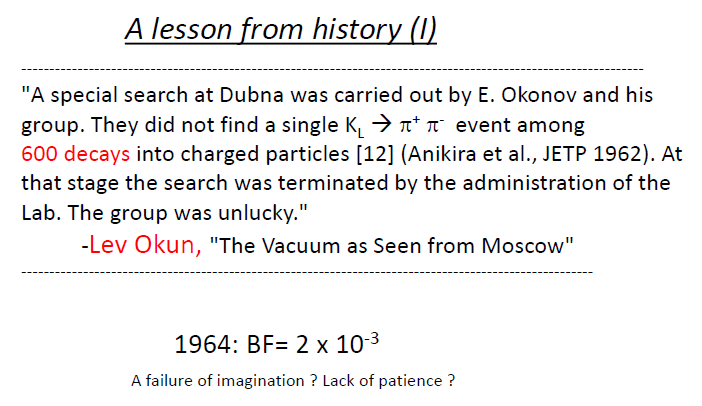 A lesson from history (I)
--------------------------------------------------------------------------------------------------------------
"A special search at Dubna was carried out by E. Okonov and his
group. They did not find a single K_L → π⁺ π⁻ event among
600 decays into charged particles [12] (Anikira et al., JETP 1962). At
that stage the search was terminated by the administration of the
Lab. The group was unlucky."
-Lev Okun, "The Vacuum as Seen from Moscow"
-----------------------------------------------------------------------------------------------------
1964: BF= 2 x 10⁻³
A failure of imagination ? Lack of patience ?